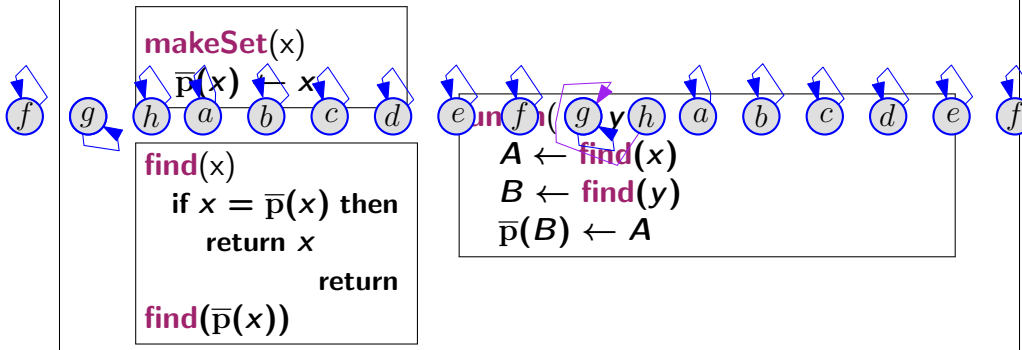 makeSet(x)
p̅(x) ← x
f g h a b c d e f g h a b c d e f
find(x)
if x = p̅(x) then
return x
return
find(p̅(x))
( y
A ← find(x)
B ← find(y)
p̅(B) ← A